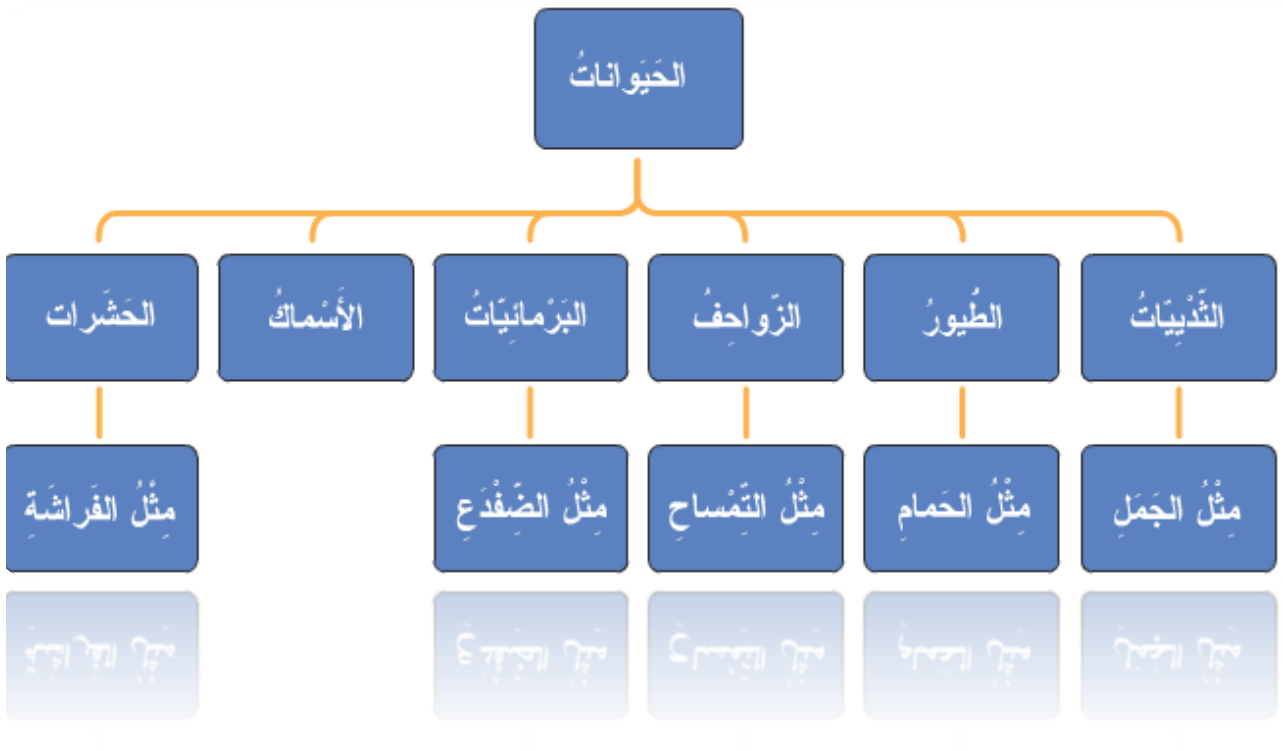 الحَيَواناتُ
الثَّدْيِيّاتُ
الطُّيورُ
الزَّواحِفُ
البَرْمائِيّاتُ
الأَسْماكُ
الحَشَرات
مِثْلُ الجَمَلِ
مِثْلُ الحَمامِ
مِثْلُ التِّمْساحِ
مِثْلُ الضِّفْدَعِ
مِثْلُ الفَراشَةِ